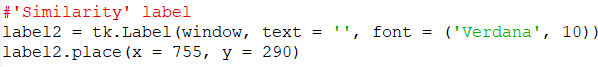 #'Similarity' label
label2 = tk.Label(window, text = '', font = ('Verdana', 10))
label2.place(x = 755, y = 290)